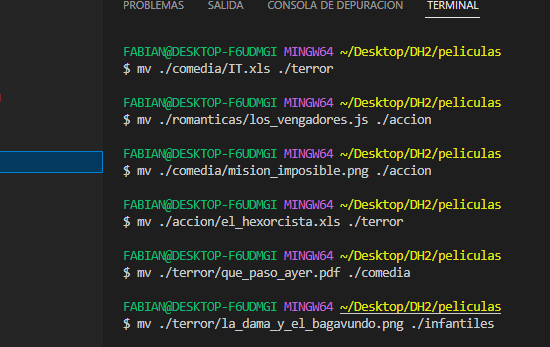 PROBLEMAS SALIDA CONSOLA DE DEPURACIÓN TERMINAL
FABIAN@DESKTOP-F6UDMGI MINGW64 ~/Desktop/DH2/peliculas
$ mv ./comedia/IT.xls ./terror
FABIAN@DESKTOP-F6UDMGI MINGW64 ~/Desktop/DH2/peliculas
$ mv ./romanticas/los_vengadores.js ./accion
FABIAN@DESKTOP-F6UDMGI MINGW64 ~/Desktop/DH2/peliculas
$ mv ./comedia/mision_imposible.png ./accion
FABIAN@DESKTOP-F6UDMGI MINGW64 ~/Desktop/DH2/peliculas
$ mv ./accion/el_hexorcista.xls ./terror
FABIAN@DESKTOP-F6UDMGI MINGW64 ~/Desktop/DH2/peliculas
$ mv ./terror/que_paso_ayer.pdf ./comedia
FABIAN@DESKTOP-F6UDMGI MINGW64 ~/Desktop/DH2/peliculas
$ mv ./terror/la_dama_y_el_bagavundo.png ./infantiles